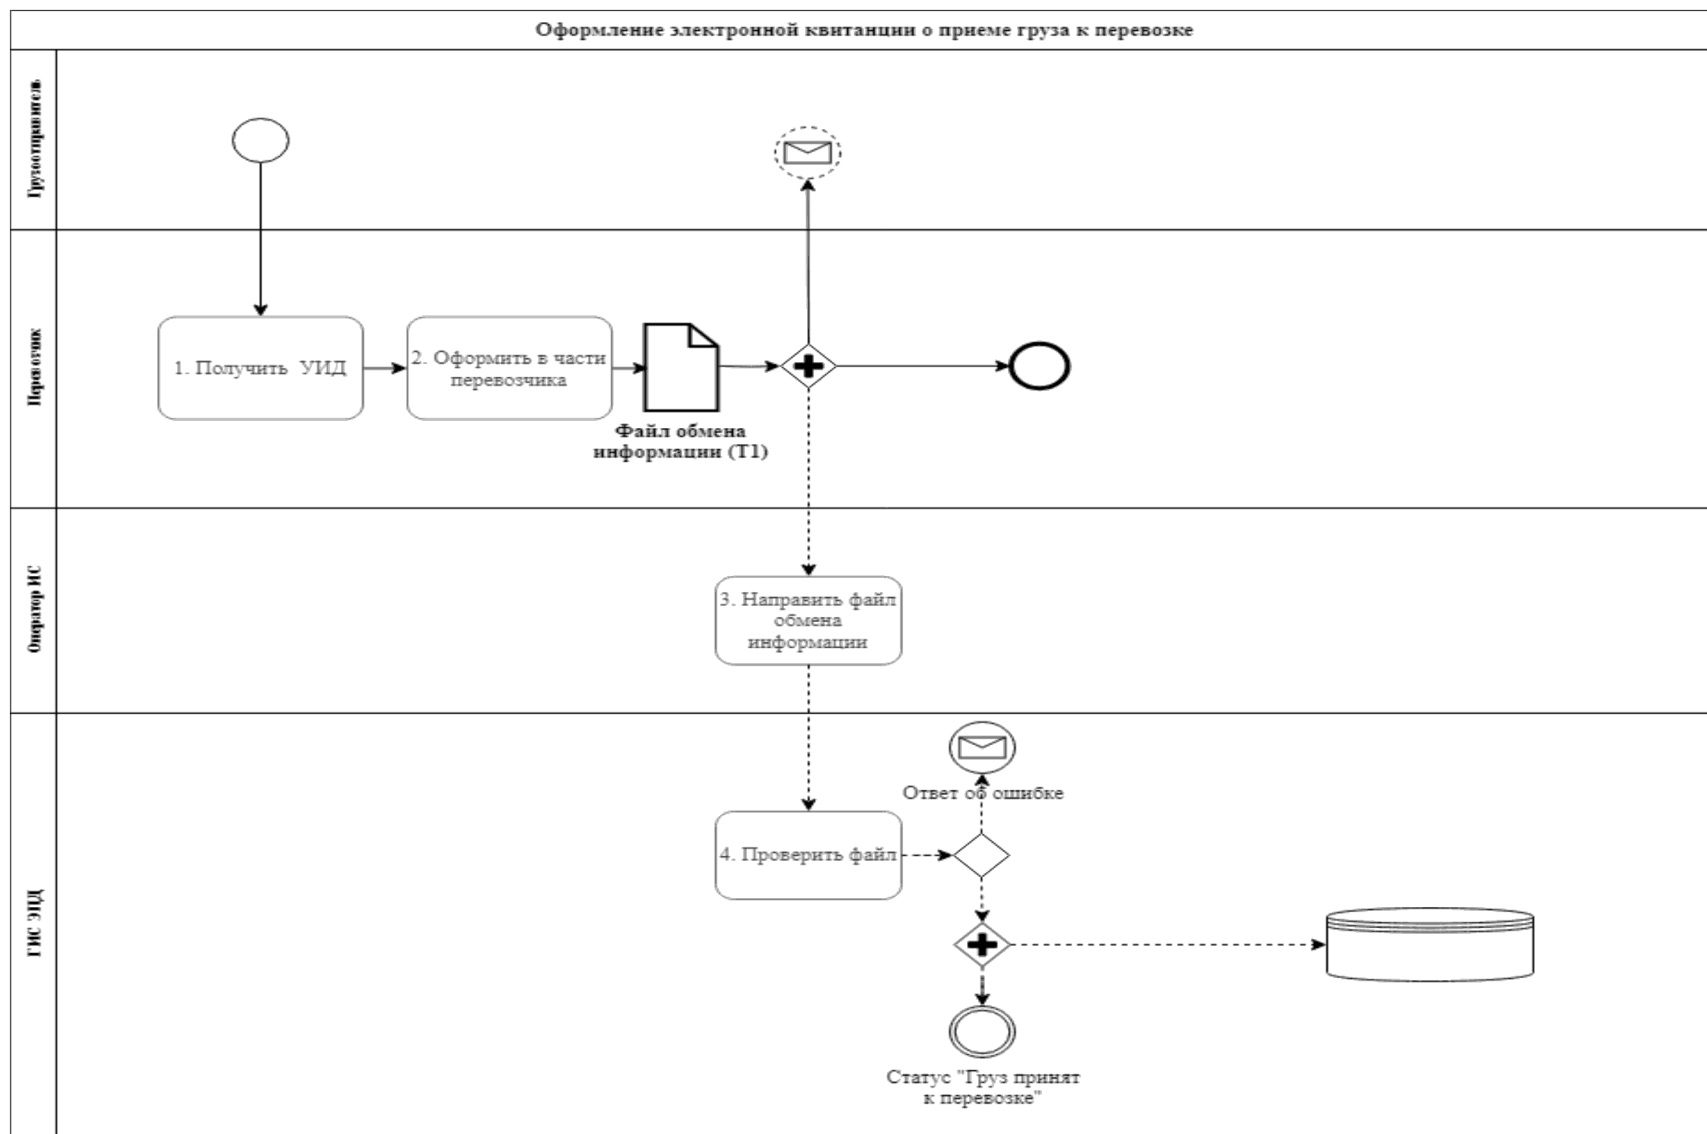 Оформление электронной квитанции о приеме груза к перевозке
Грузоотправитель
Перевозчик
1. Получить УИД
2. Оформить в части
перевозчика
Файл обмена
информации (Т1)
Оператор ИС
3. Направить файл
обмена
информации
ГИС ЭПД
Ответ об ошибке
4. Проверить файл
Статус "Груз принят
к перевозке"